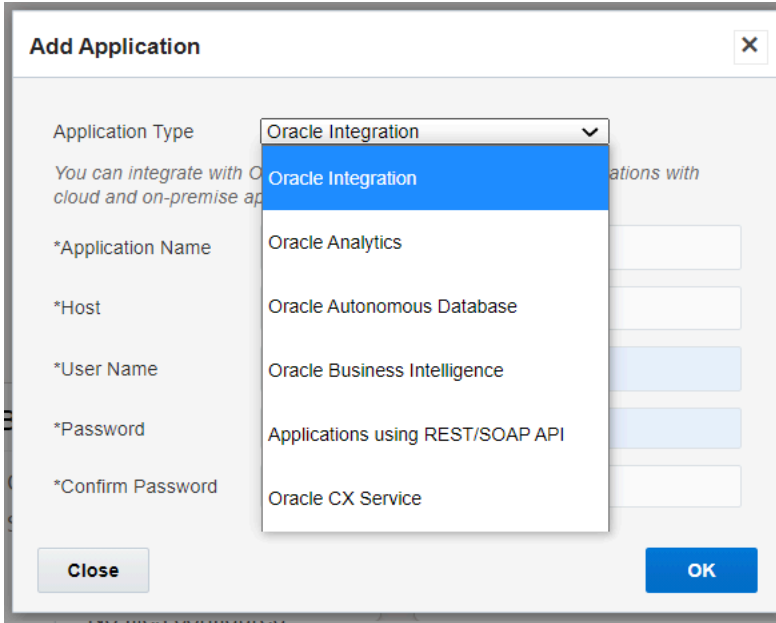 Add Application
Application Type
Oracle Integration
You can integrate with O
ations with
cloud and on-premise ap
Oracle Integration
Oracle Analytics
Oracle Autonomous Database
Oracle Business Intelligence
Applications using REST/SOAP API
Oracle CX Service
*Application Name
*Host
*User Name
*Password
*Confirm Password
Close
OK